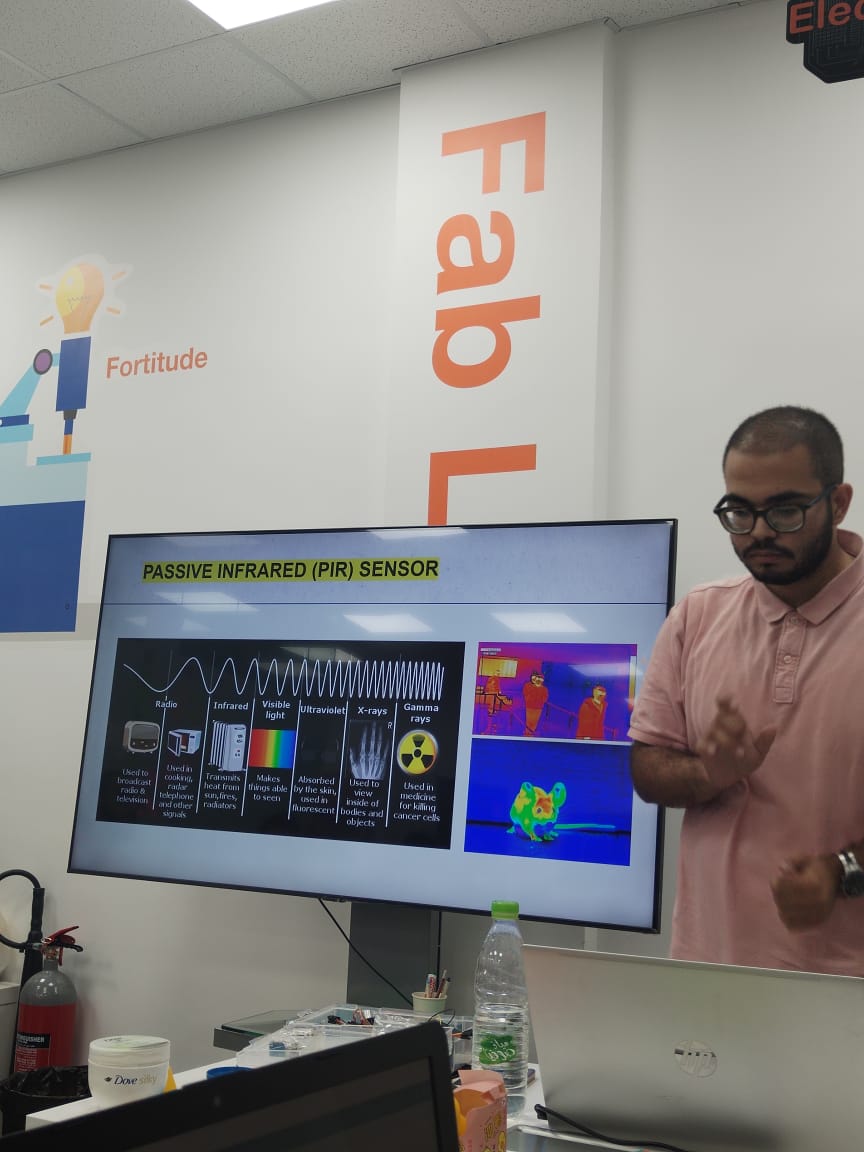 Elec
Fab L
Fortitude
PASSIVE INFRARED (PIR) SENSOR
Radio
Infrared
Visible
light
Ultraviolet
X-rays
Gamma
rays
R
Used to
broadcast
radio &
television
Used in
cooking,
radar
telephone
and other
signals
Transmits
heat from
sun, fires,
radiators
Makes
things able
to seen
Absorbed
by the skin,
used in
fluorescent
Used to
view
inside of
bodies and
objects
Used in
medicine
for killing
cancer cells
Dove silky
hp